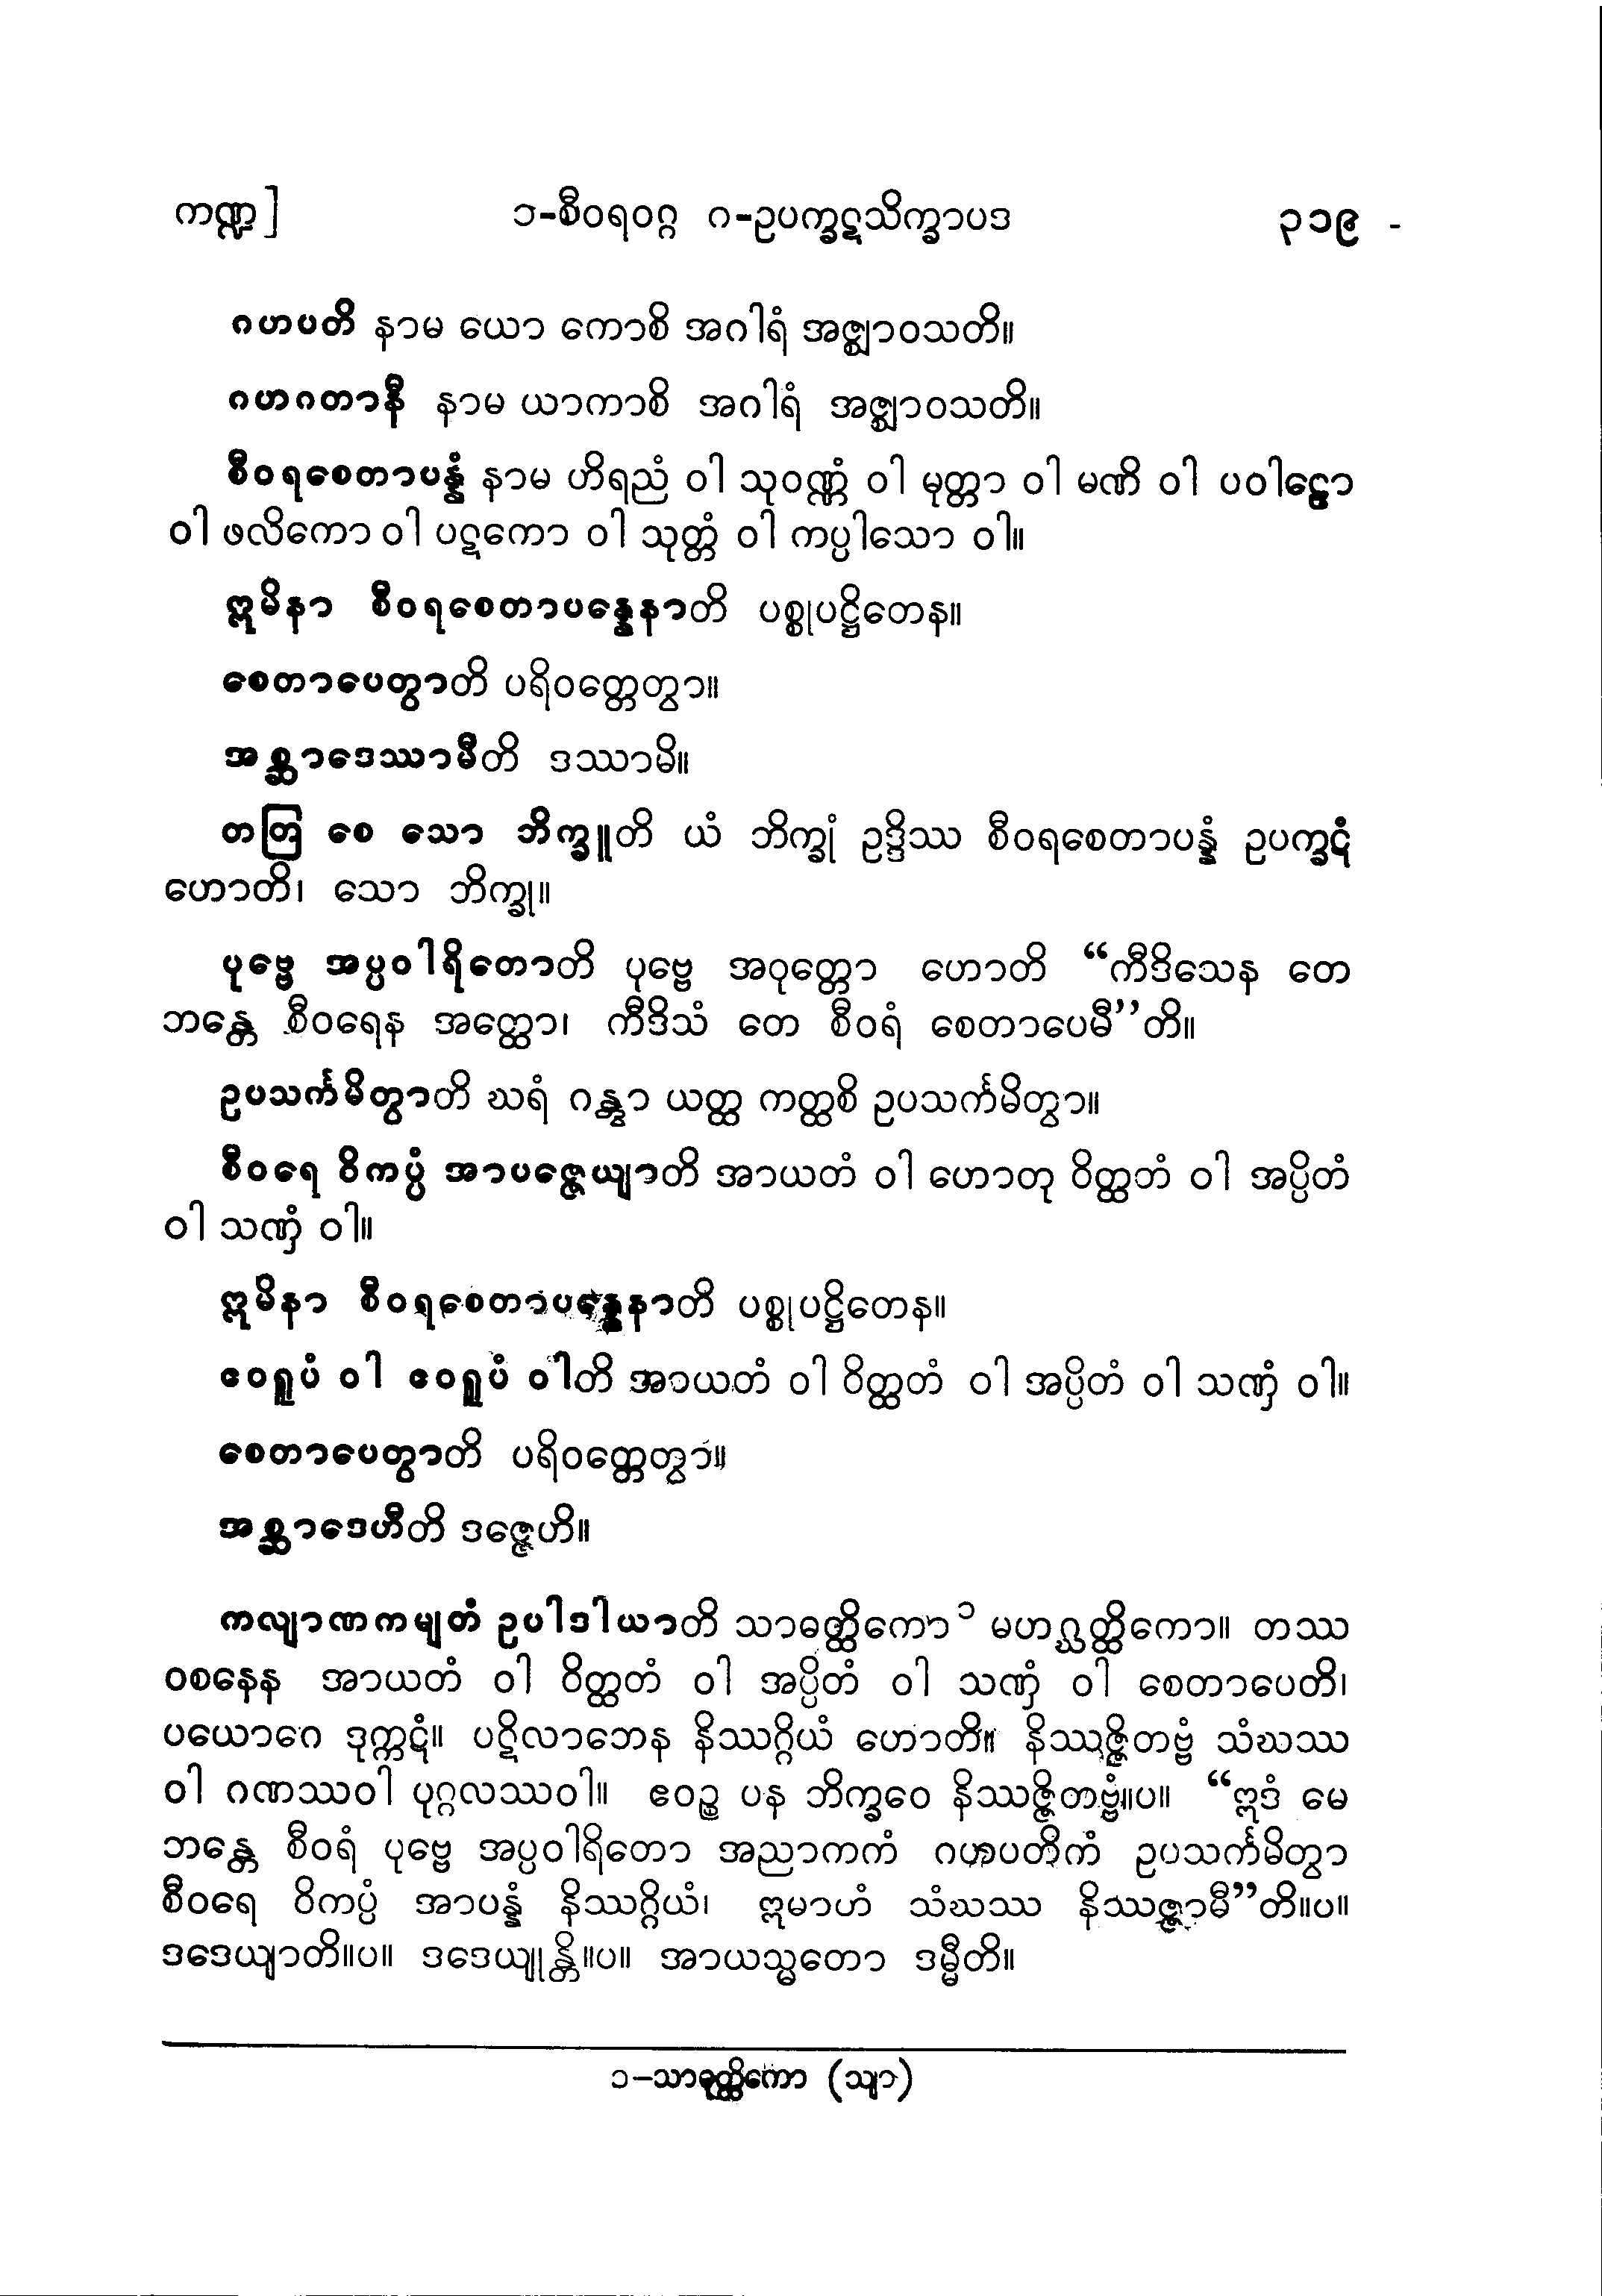 ကဏ္ဍ]	၁-စီဝရဝဂ္ဂ ဂ-ဥပက္ခဋသိက္ခာပဒ	၃၁၉
ဂဟပတိ နာမ ယော ကောစိ အဂါရံ အဇ္ဈာဝသတိ။
ဂဟဂတာနီ နာမ ယာကာစိ အဂါရံ အဇ္ဈာဝသတိ။
စီဝရစေတာပန္နံ နာမ ဟိရညံ ဝါ သုဝဏ္ဏံ ဝါ မုတ္တာ ဝါ မဏိ ဝါ ပဝါဠော
ဝါ ဖလိကော ဝါ ပဋကော ဝါ သုတ္တံ ဝါ ကပ္ပါသော ဝါ။
ဣမိနာ စီဝရစေတာပန္နေနာတိ ပစ္စုပဋ္ဌိတေန။
စေတာပေတွာတိ ပရိဝတ္တေတွာ။
အစ္ဆာဒေဿာမီတိ ဒဿာမိ။
တတြ စေ သော ဘိက္ခူတိ ယံ ဘိက္ခုံ ဥဒ္ဒိဿ စီဝရစေတာပန္နံ ဥပက္ခဋံ
ဟောတိ၊ သော ဘိက္ခု။
ပုဗ္ဗေ အပ္ပဝါရိတောတိ ပုဗ္ဗေ အဝုတ္တော ဟောတိ “ကီဒိသေန တေ
ဘန္တေ စီဝရေန အတ္ထော၊ ကီဒိသံ တေ စီဝရံ စေတာပေမီ”တိ။
ဥပသင်္ကမိတွာတိ ဃရံ ဂန္တွာ ယတ္ထ ကတ္ထစိ ဥပသင်္ကမိတွာ။
စီဝရေ ဝိကပ္ပံ အာပဇ္ဇေယျာတိ အာယတံ ဝါ ဟောတု ဝိတ္ထတံ ဝါ အပ္ပိတံ
ဝါ သဏှံ ဝါ။
ဣမိနာ စီဝရစေတာပန္နေနာတိ ပစ္စုပဋ္ဌိတေန။
ဧဝရူပံ ဝါ ဧဝရူပံ ဝါတိ အာယတံ ဝါ ဝိတ္ထတံ ဝါ အပ္ပိတံ ဝါ သဏှံ ဝါ။
စေတာပေတွာတိ ပရိဝတ္တေတွာ။
အစ္ဆာဒေဟီတိ ဒဇ္ဇေဟိ။
ကလျာဏကမျတံ ဥပါဒါယာတိ သာဓတ္ထိကော ၁ မဟဂ္ဃတ္ထိကော။ တဿ
ဝစနေန အာယတံ ဝါ ဝိတ္ထတံ ဝါ အပ္ပိတံ ဝါ သဏှံ ဝါ စေတာပေတိ၊
ပယောဂေ ဒုက္ကဋံ။ ပဋိလာဘေန နိဿဂ္ဂိယံ ဟောတိ။ နိဿဇ္ဇိတဗ္ဗံ သံဃဿ
ဝါ ဂဏဿဝါ ပုဂ္ဂလဿဝါ။ ဧဝဉ္စ ပန ဘိက္ခဝေ နိဿဇ္ဇိတဗ္ဗံ။ပ။ “ဣဒံ မေ
ဘန္တေ စီဝရံ ပုဗ္ဗေ အပ္ပဝါရိတော အညာကကံ ဂဟပတိကံ ဥပသင်္ကမိတွာ
စီဝရေ ဝိကပ္ပံ အာပန္နံ နိဿဂ္ဂိယံ၊ ဣမာဟံ သံဃဿ နိဿဇ္ဇာမီ”တိ။ပ။
ဒဒေယျာတိ။ပ။ ဒဒေယျုန္တိ။ပ။ အာယသ္မတော ဒမ္မီတိ။
၁–သာဓုတ္ထိကော (သျာ)